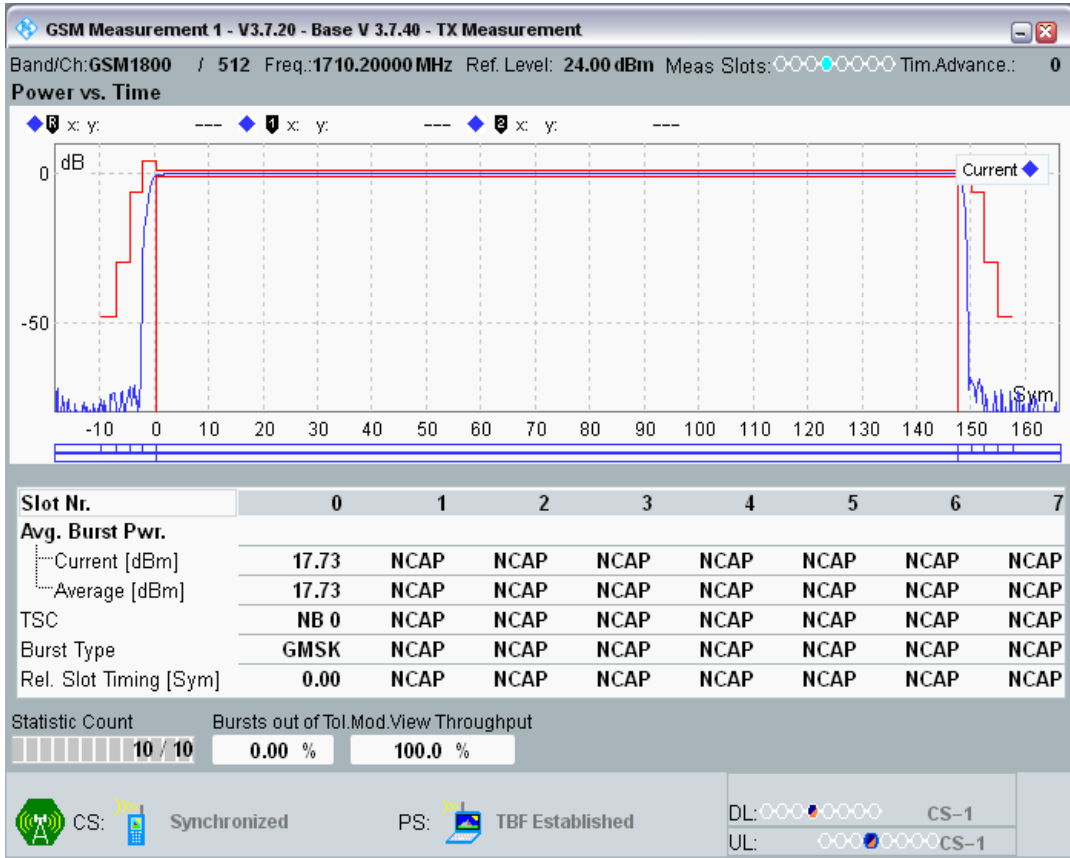 GSM Measurement 1 - V3.7.20 - Base V 3.7.40 - TX Measurement
Band/Ch:GSM1800 / 512 Freq.:1710.20000 MHz Ref. Level: 24.00 dBm Meas Slots: Tim.Advance.: 0
Power vs. Time
R x: y: --- 1 x: y: --- 2 x: y: ---
dB
Current
0
-50
Sym
-10 0 10 20 30 40 50 60 70 80 90 100 110 120 130 140 150 160
Slot Nr. 0 1 2 3 4 5 6 7
Avg. Burst Pwr.
Current [dBm] 17.73 NCAP NCAP NCAP NCAP NCAP NCAP NCAP
Average [dBm] 17.73 NCAP NCAP NCAP NCAP NCAP NCAP NCAP
TSC NB 0 NCAP NCAP NCAP NCAP NCAP NCAP NCAP
Burst Type GMSK NCAP NCAP NCAP NCAP NCAP NCAP NCAP
Rel. Slot Timing [Sym] 0.00 NCAP NCAP NCAP NCAP NCAP NCAP NCAP
Statistic Count Bursts out of Tol.Mod.View Throughput
10 / 10 0.00 % 100.0 %
CS: Synchronized PS: TBF Established
DL: CS-1
UL: CS-1